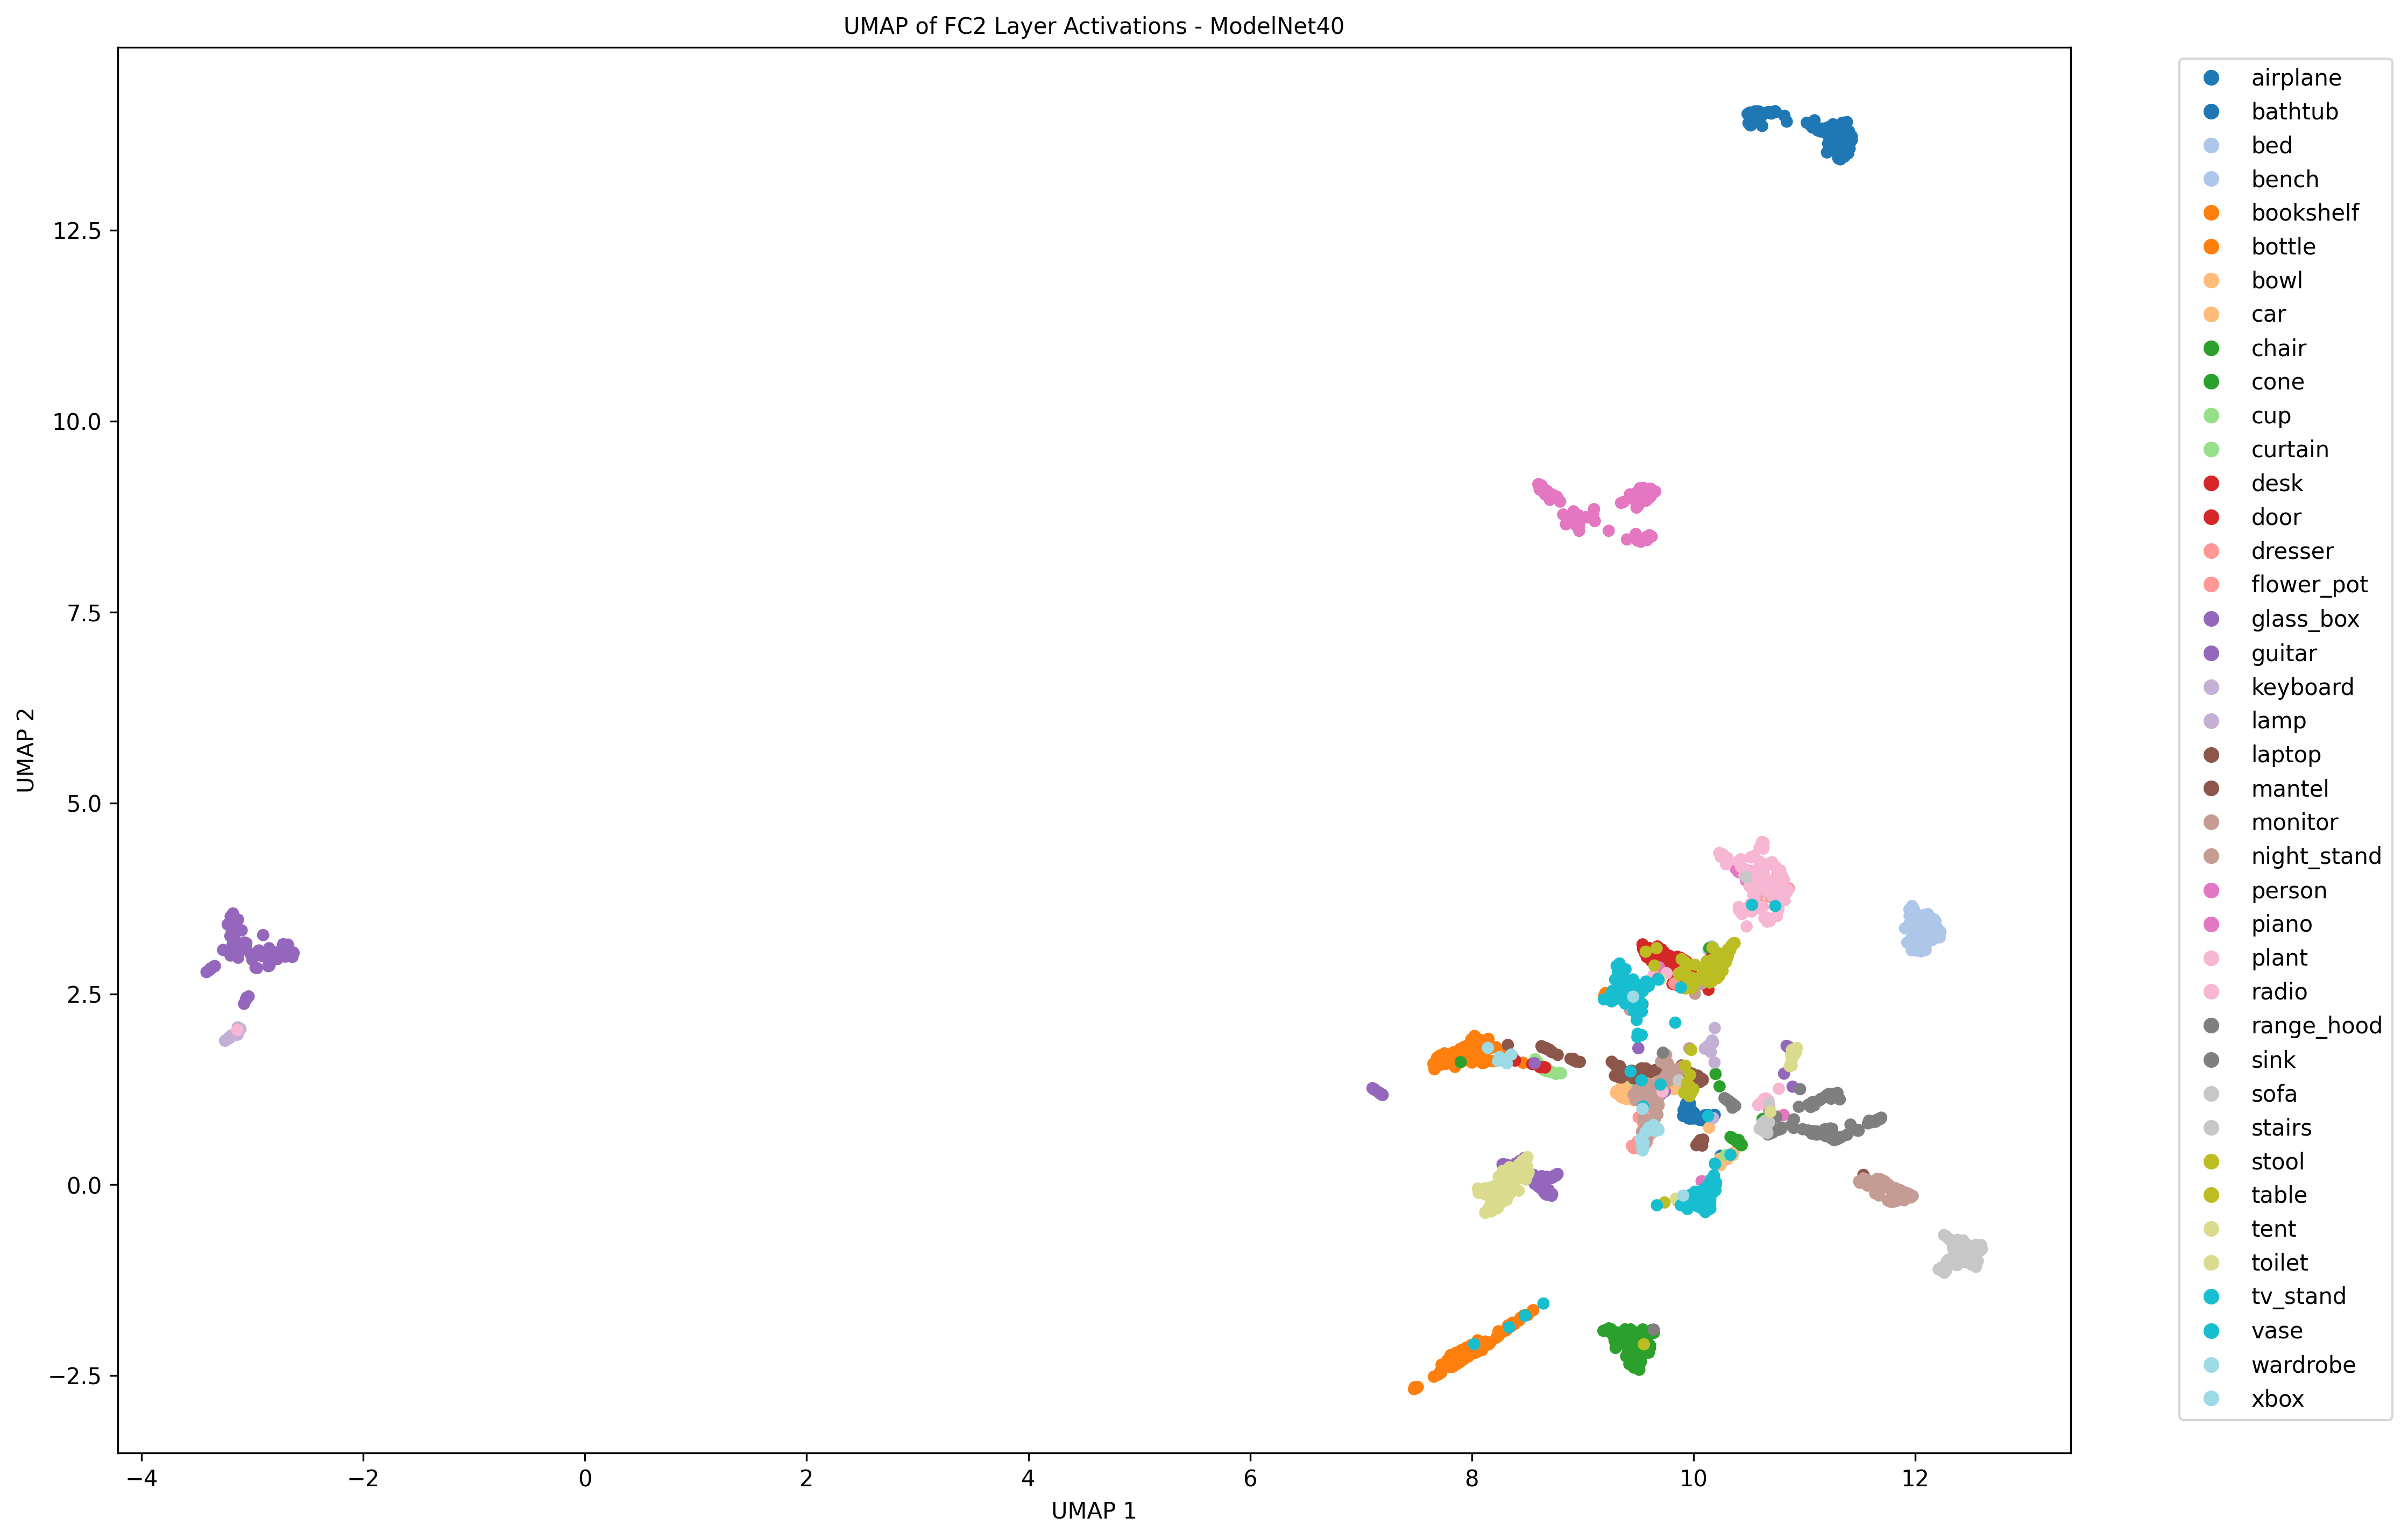 UMAP of FC2 Layer Activations - ModelNet40
UMAP 2
12.5
10.0
7.5
5.0
2.5
0.0
−2.5
−4
−2
0
2
4
6
8
10
12
UMAP 1
airplane
bathtub
bed
bench
bookshelf
bottle
bowl
car
chair
cone
cup
curtain
desk
door
dresser
flower_pot
glass_box
guitar
keyboard
lamp
laptop
mantel
monitor
night_stand
person
piano
plant
radio
range_hood
sink
sofa
stairs
stool
table
tent
toilet
tv_stand
vase
wardrobe
xbox